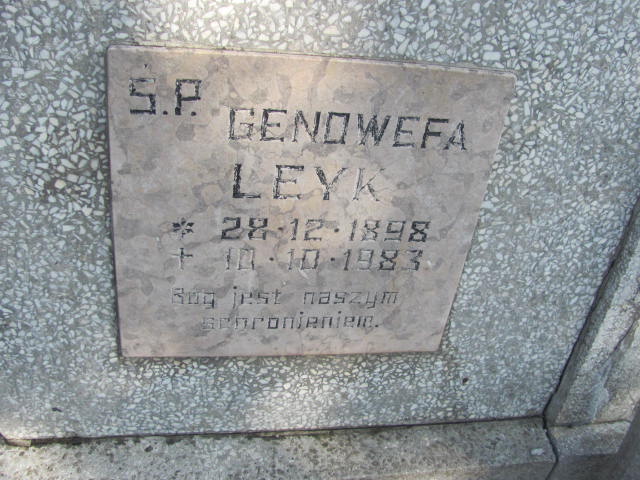 Ś.P. GENOWEFA
LEYK
* 28·12·1898
+ 10·10·1983
Bóg jest naszym
schronieniem.